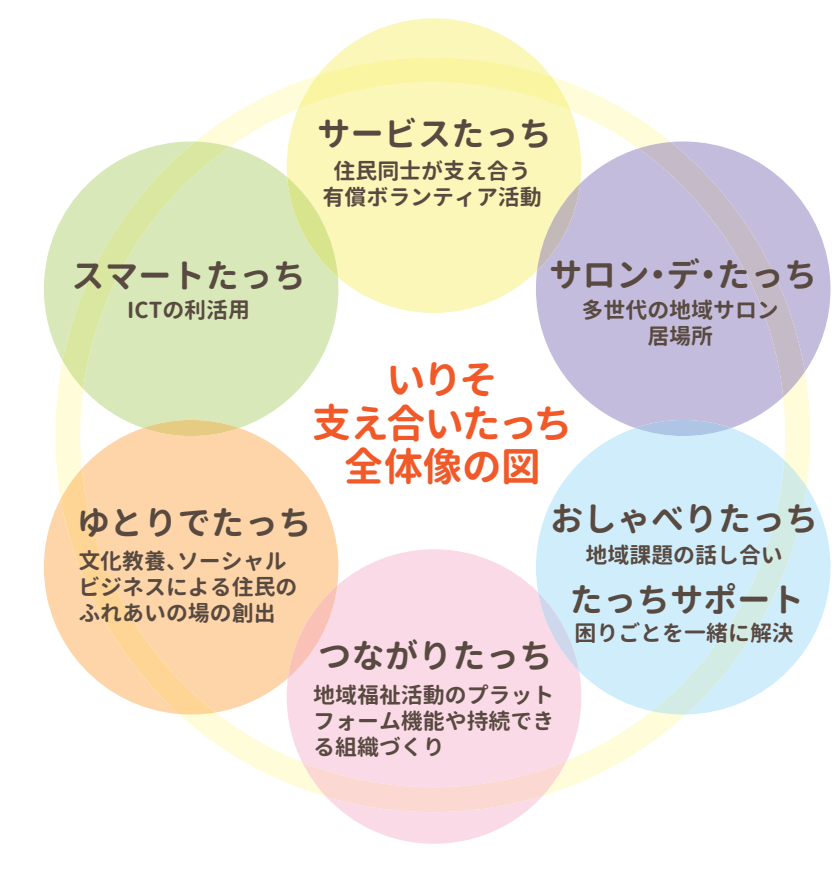 サービスたっち
住民同士が支え合う
有償ボランティア活動
サロン・デ・たっち
多世代の地域サロン
居場所
おしゃべりたっち
地域課題の話し合い
たっちサポート
困りごとを一緒に解決
つながりたっち
地域福祉活動のプラット
フォーム機能や持続でき
る組織づくり
ゆとりでたっち
文化教養、ソーシャル
ビジネスによる住民の
ふれあいの場の創出
スマートたっち
ICTの利活用
いりそ
支え合いたっち
全体像の図